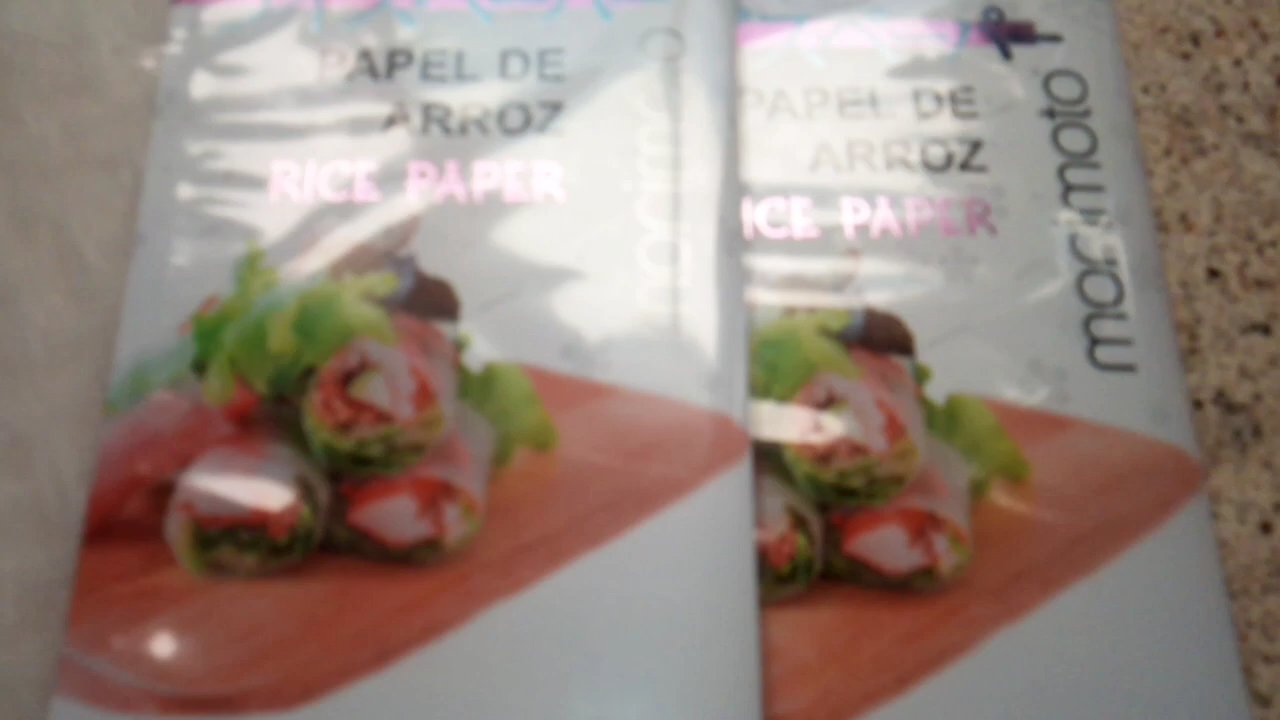 PAPEL DE
ARROZ
RICE PAPER
PAPEL DE
ARROZ
ICE PAPER
morimoto